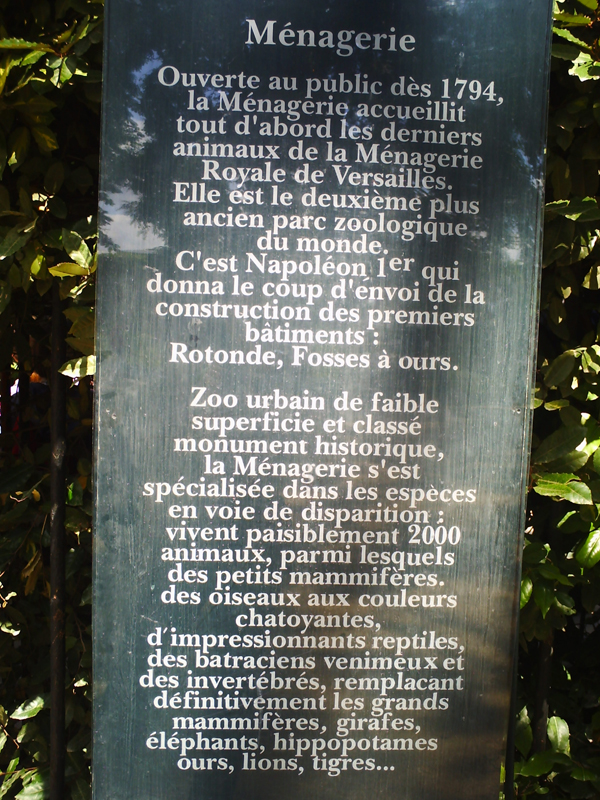 Ménagerie
Ouverte au public dès 1794,
la Ménagerie accueillit
tout d'abord les derniers
animaux de la Ménagerie
Royale de Versailles.
Elle est le deuxième plus
ancien parc zoologique
du monde.
C'est Napoléon 1er qui
donna le coup d'envoi de la
construction des premiers
bâtiments :
Rotonde, Fosses à ours.
Zoo urbain de faible
superficie et classé
monument historique,
la Ménagerie s'est
spécialisée dans les espèces
en voie de disparition :
vivent paisiblement 2000
animaux, parmi lesquels
des petits mammifères.
des oiseaux aux couleurs
chatoyantes,
d'impressionnants reptiles,
des batraciens venimeux et
des invertébrés, remplacant
définitivement les grands
mammifères, girafes,
éléphants, hippopotames
ours, lions, tigres...